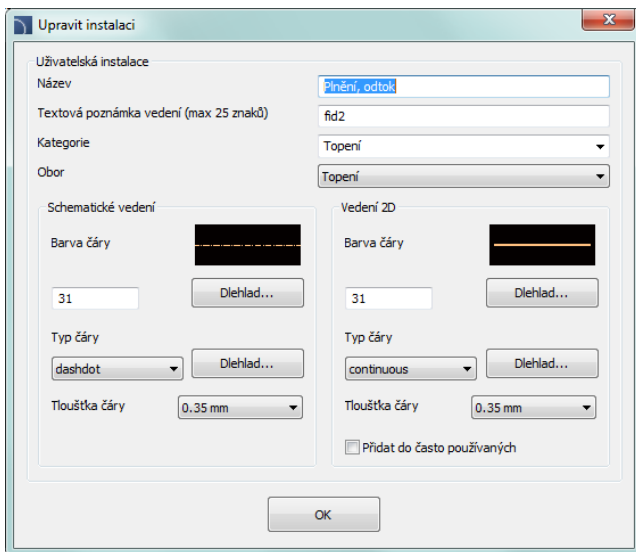 Upravit instalaci
Uživatelská instalace
Název
Plnění, odtok
Textová poznámka vedení (max 25 znaků)
fid2
Kategorie
Topení
Obor
Topení
Schematické vedení
Barva čáry
31
Dlehlad...
Typ čáry
dashdot
Dlehlad...
Tloušťka čáry
0.35 mm
Vedení 2D
Barva čáry
31
Dlehlad...
Typ čáry
continuous
Dlehlad...
Tloušťka čáry
0.35 mm
Přidat do často používaných
OK